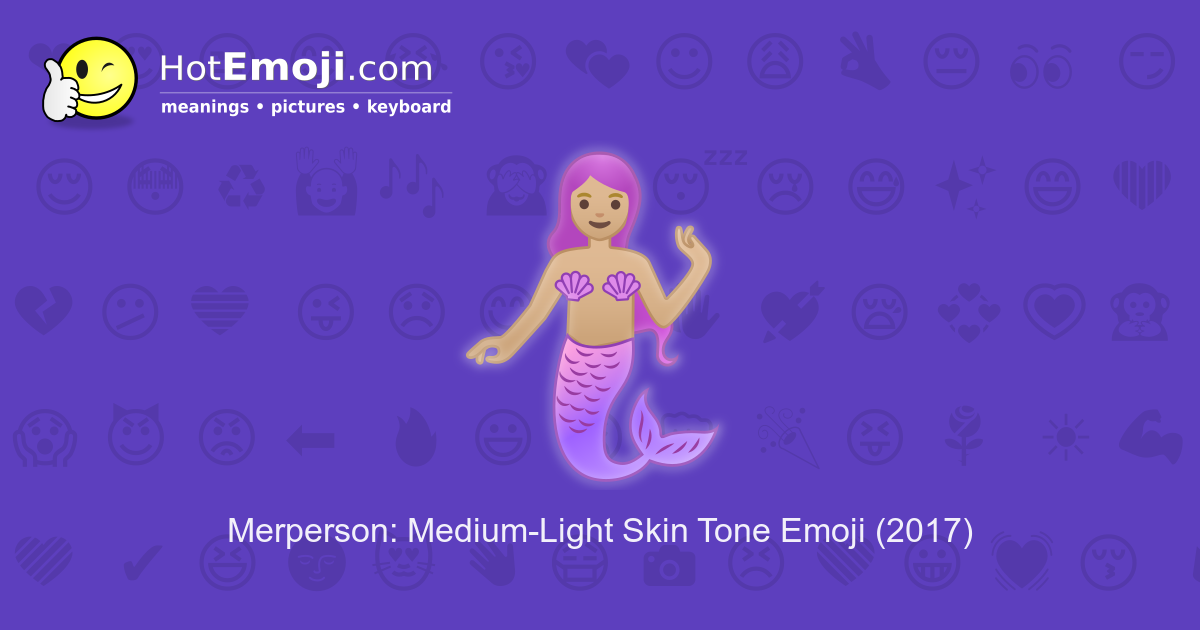 HotEmoji.com
meanings • pictures • keyboard
zzz
Merperson: Medium-Light Skin Tone Emoji (2017)